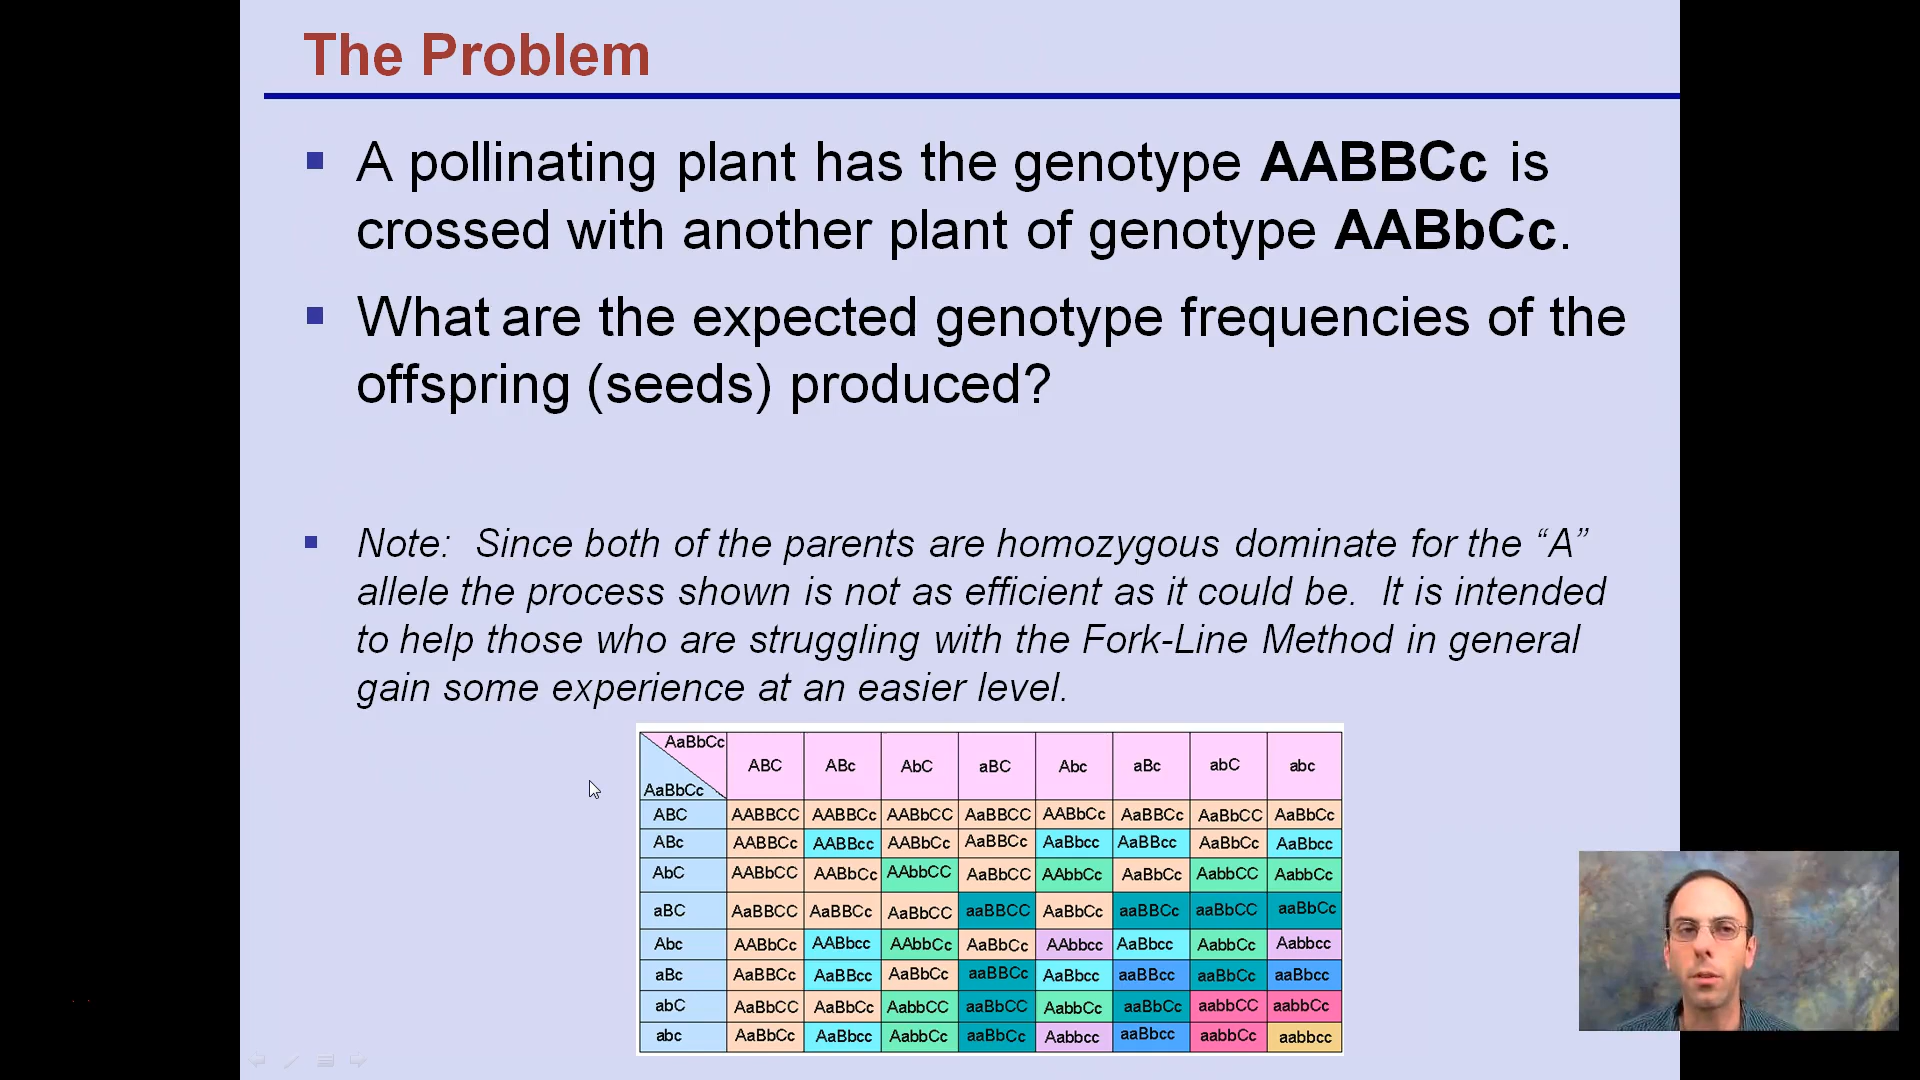 The Problem
A pollinating plant has the genotype AABBCc is
crossed with another plant of genotype AABbCc.
What are the expected genotype frequencies of the
offspring (seeds) produced?
Note: Since both of the parents are homozygous dominate for the “A”
allele the process shown is not as efficient as it could be. It is intended
to help those who are struggling with the Fork-Line Method in general
gain some experience at an easier level.
AaBbCc
AaBbCc
ABC ABc AbC aBC Abc aBc abC abc
ABC AABBCC AABBCc AABbCC AaBBCC AABbCc AaBBCc AaBbCC AaBbCc
ABc AABBCc AABBcc AABbCc AaBBCc AaBbcc AaBBcc AaBbCc AaBbcc
AbC AABbCC AABbCc AAbbCC AaBbCC AAbbCc AaBbCc AabbCC AabbCc
aBC AaBBCC AaBBCc AaBbCC aaBBCC AaBbCc aaBBCc aaBbCC aaBbCc
Abc AABbCc AABbcc AAbbCc AaBbCc AAbbcc AaBbcc AabbCc Aabbcc
aBc AaBBCc AaBBcc AaBbCc aaBBCc AaBbcc aaBBcc aaBbCc aaBbcc
abC AaBbCC AaBbCc AabbCC aaBbCC AabbCc aaBbCc aabbCC aabbCc
abc AaBbCc AaBbcc AabbCc aaBbCc Aabbcc aaBbcc aabbCc aabbcc